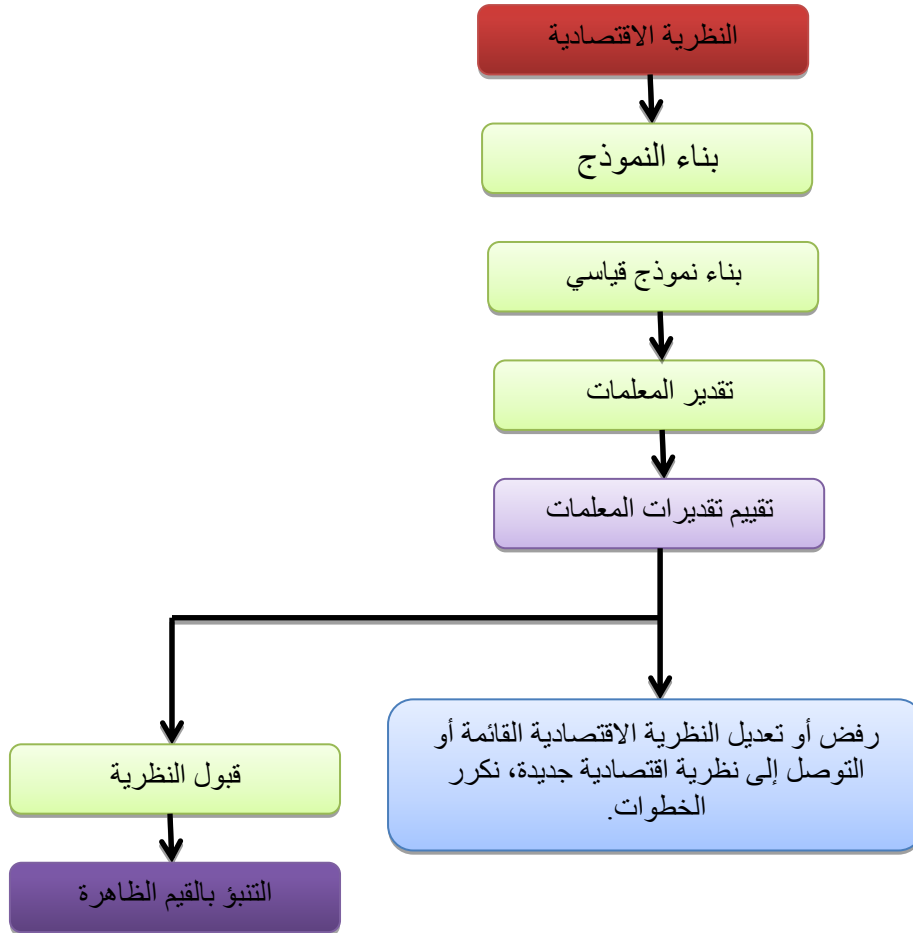 النظرية الاقتصادية
بناء النموذج
بناء نموذج قياسي
تقدير المعلمات
تقييم تقديرات المعلمات
رفض أو تعديل النظرية الاقتصادية القائمة أو
التوصل إلى نظرية اقتصادية جديدة، نكرر
الخطوات.
قبول النظرية
التنبؤ بالقيم الظاهرة